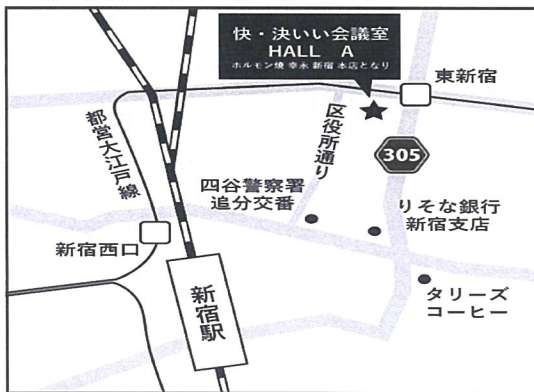 快・決いい会議室
HALL A
ホルモン焼 幸永 新宿 本店となり
東新宿
都営大江戸線
区役所通り
305
四谷警察署
追分交番
りそな銀行
新宿支店
新宿西口
新宿駅
タリーズ
コーヒー